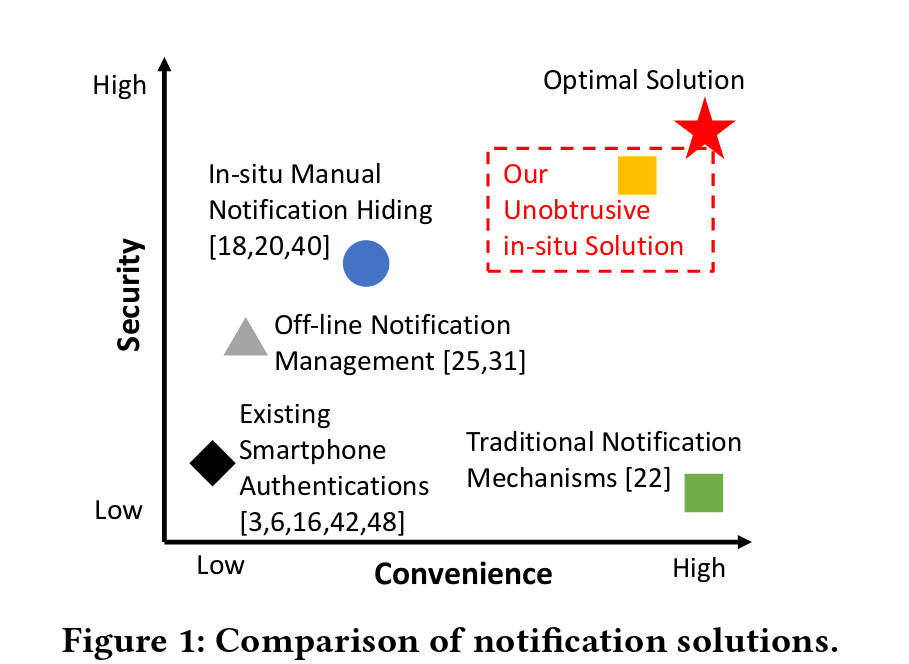 High
Optimal Solution
In-situ Manual
Notification Hiding
[18,20,40]
Our
Unobtrusive
in-situ Solution
Security
Off-line Notification
Management [25,31]
Existing
Smartphone
Authentications
[3,6,16,42,48]
Traditional Notification
Mechanisms [22]
Low
Low
Convenience
High
Figure 1: Comparison of notification solutions.